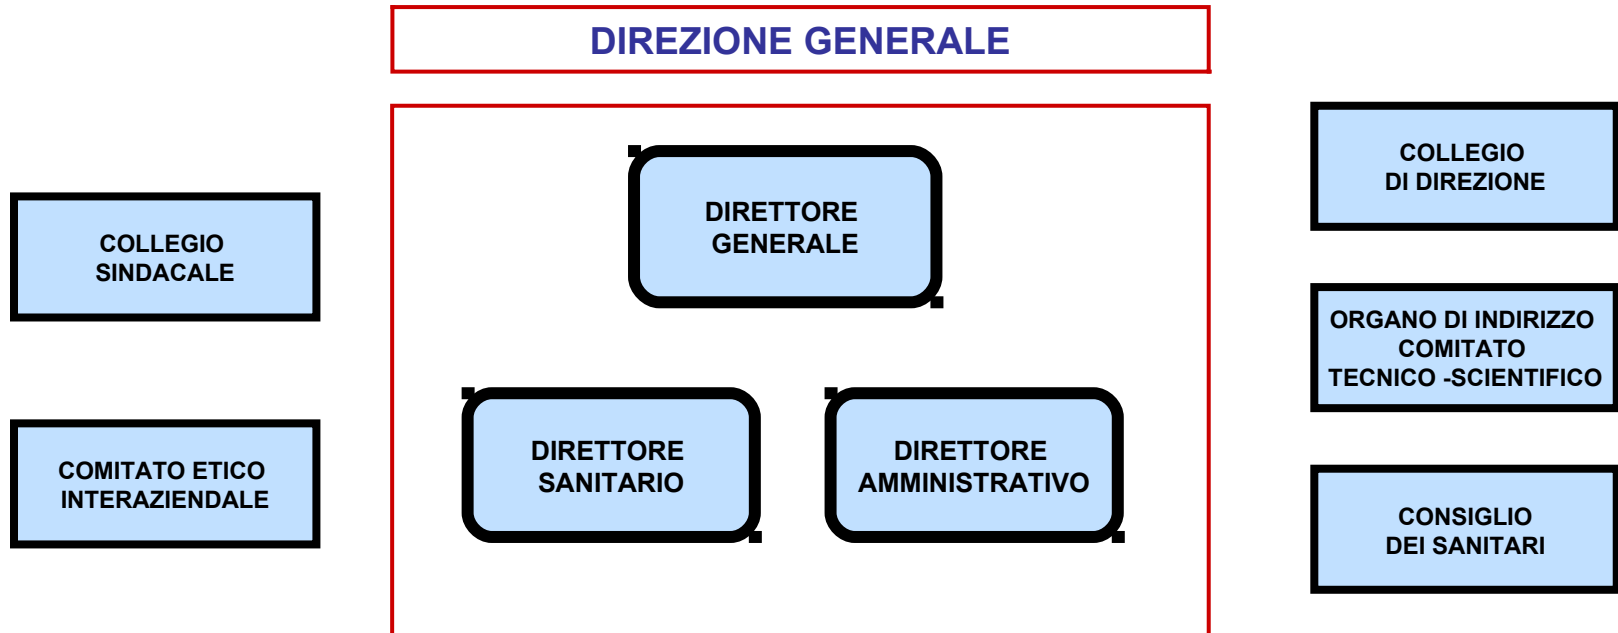 DIREZIONE GENERALE
COLLEGIO
SINDACALE
COMITATO ETICO
INTERAZIENDALE
DIRETTORE
GENERALE
DIRETTORE
SANITARIO
DIRETTORE
AMMINISTRATIVO
COLLEGIO
DI DIREZIONE
ORGANO DI INDIRIZZO
COMITATO
TECNICO -SCIENTIFICO
CONSIGLIO
DEI SANITARI